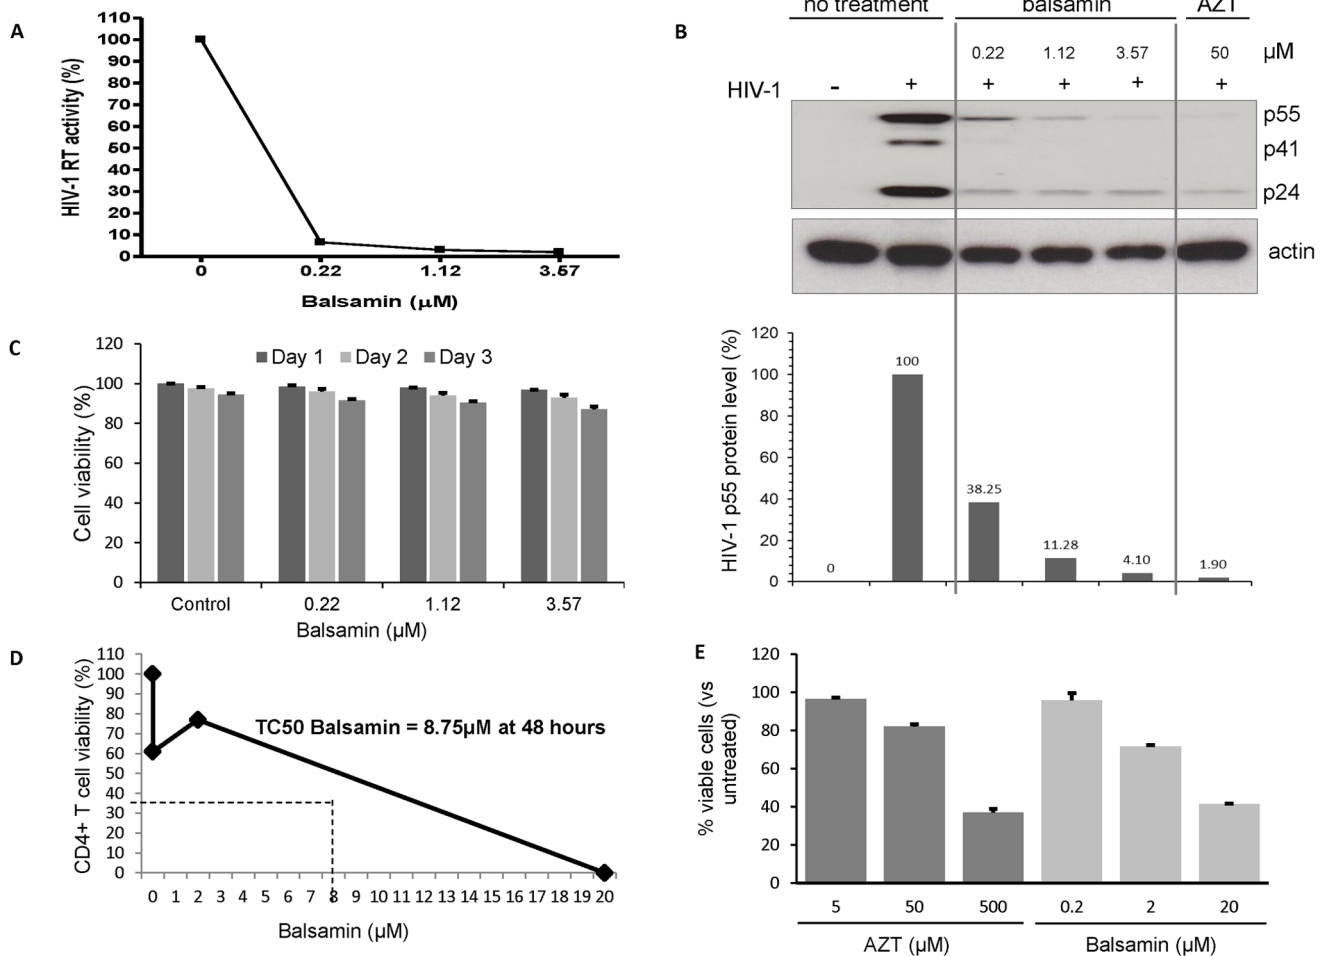 A
110
100
90
80
70
60
50
40
30
20
10
0
HIV-1 RT activity (%)
0 0.22 1.12 3.57
Balsamin (µM)
B
no treatment balsamin AZT
0.22 1.12 3.57 50 µM
HIV-1 - + + + + +
p55
p41
p24
actin
120
100
80
60
40
20
0
HIV-1 p55 protein level (%)
0 100 38.25 11.28 4.10 1.90
C
Day 1 Day 2 Day 3
120
100
80
60
40
20
0
Cell viability (%)
Control 0.22 1.12 3.57
Balsamin (µM)
D
110
100
90
80
70
60
50
40
30
20
10
0
CD4+ T cell viability (%)
TC50 Balsamin = 8.75µM at 48 hours
0 1 2 3 4 5 6 7 8 9 10 11 12 13 14 15 16 17 18 19 20
Balsamin (µM)
E
120
100
80
60
40
20
0
% viable cells (vs
untreated)
5 50 500 0.2 2 20
AZT (µM) Balsamin (µM)